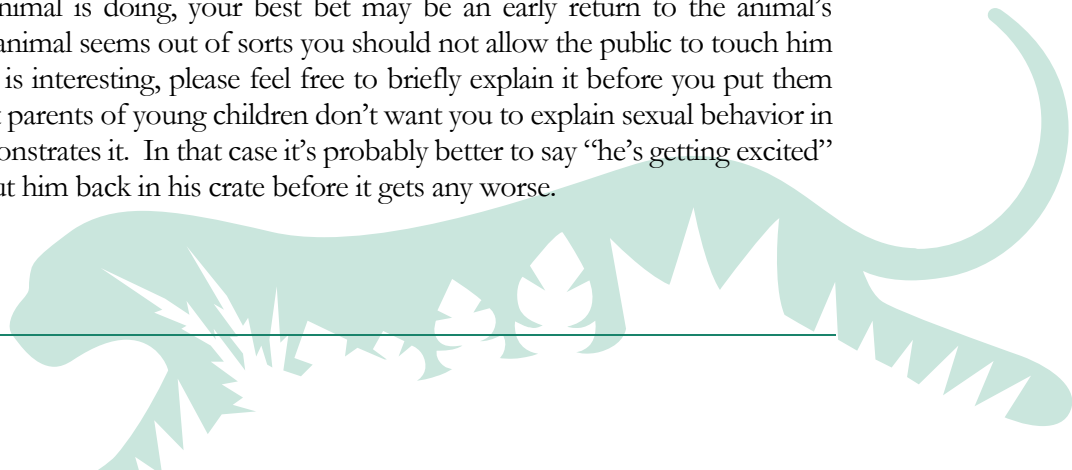 nimal is doing, your best bet may be an early return to the animal's
animal seems out of sorts you should not allow the public to touch him
is interesting, please feel free to briefly explain it before you put them
parents of young children don't want you to explain sexual behavior in
onstrates it.  In that case it's probably better to say “he's getting excited”
ut him back in his crate before it gets any worse.